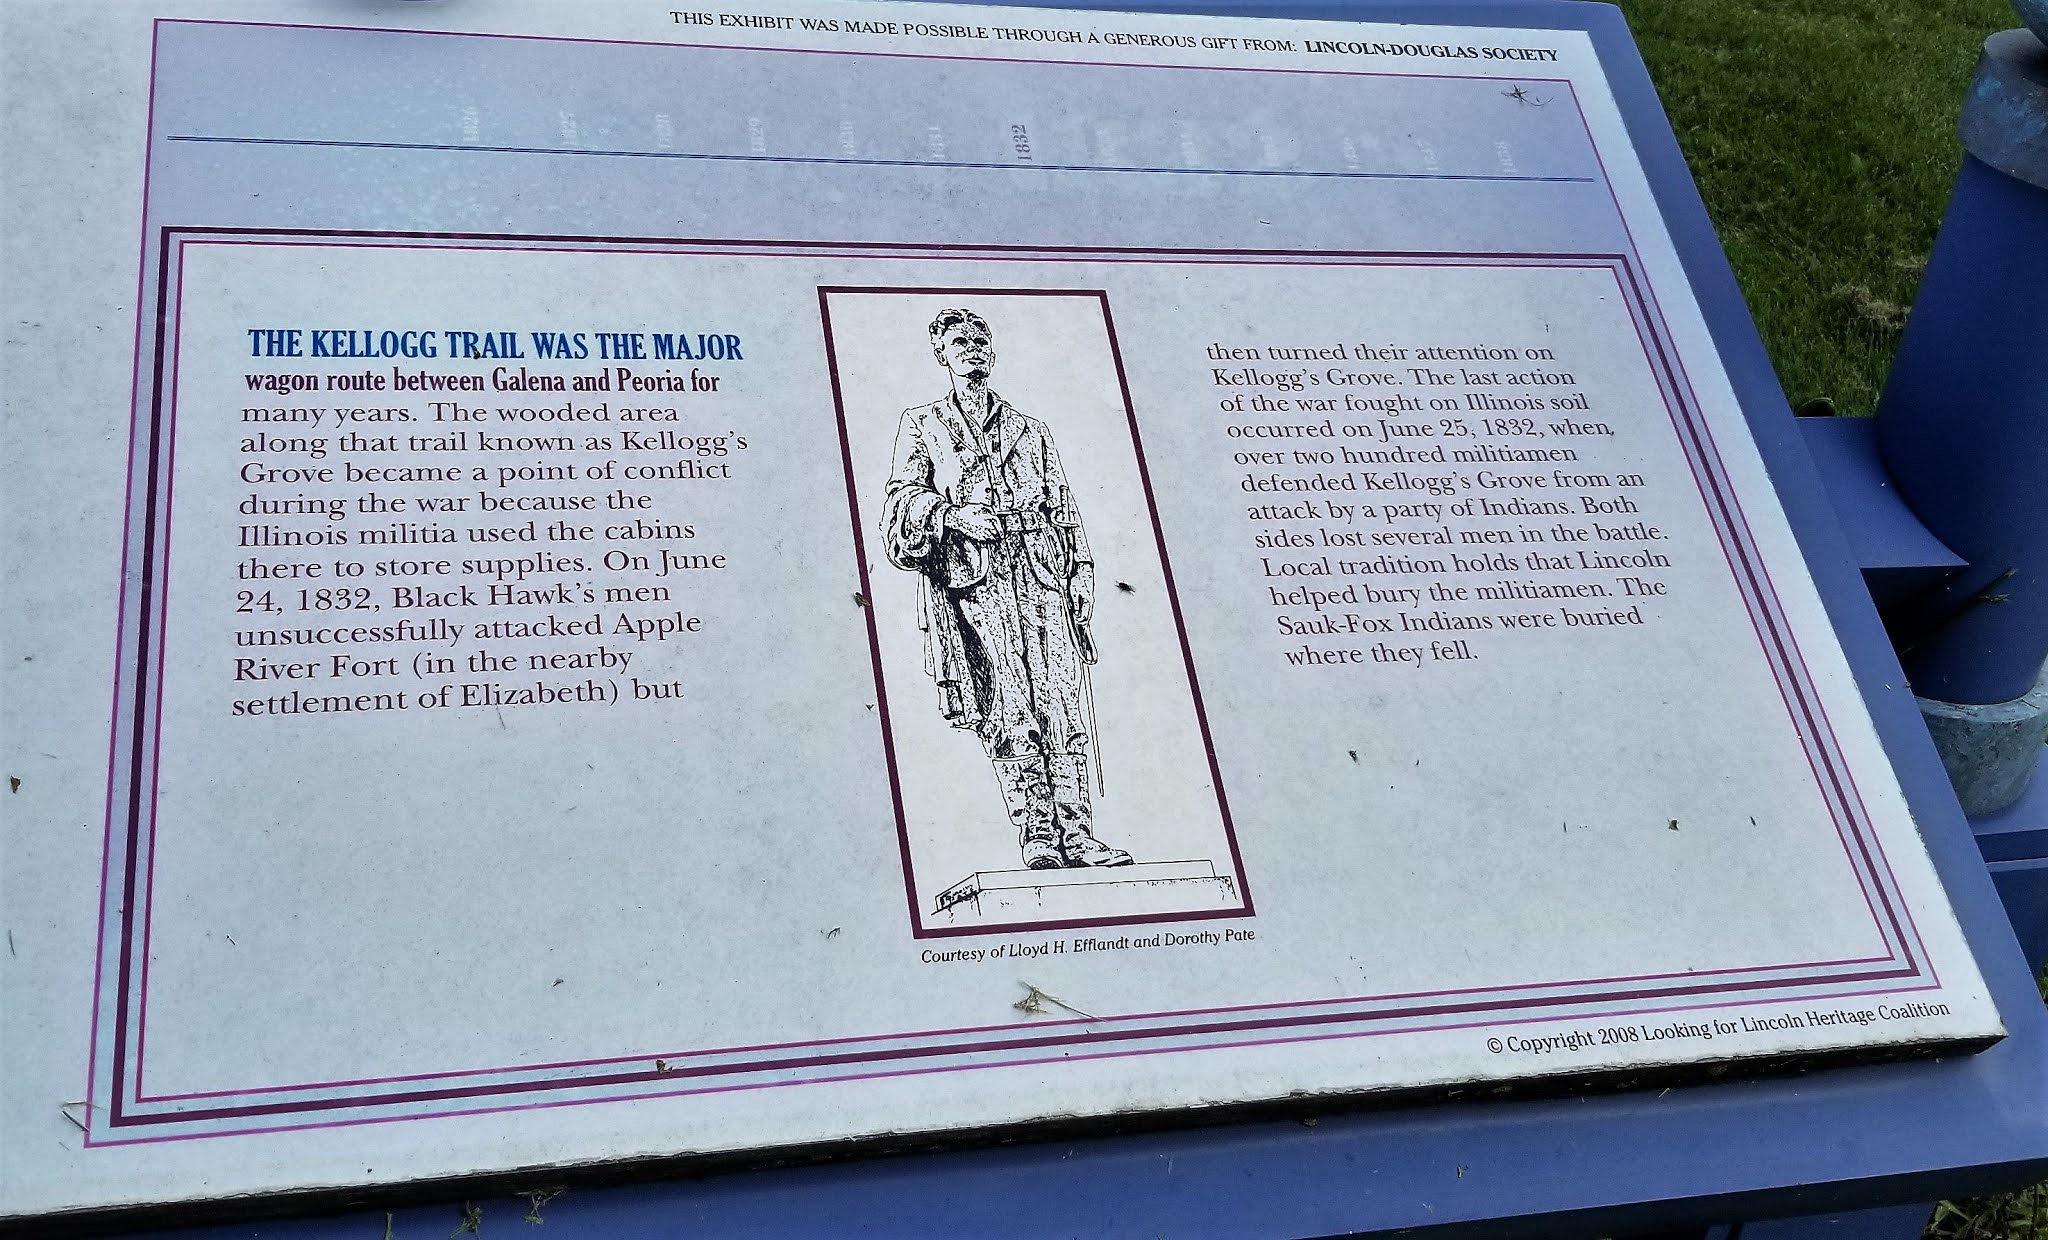 THIS EXHIBIT WAS MADE POSSIBLE THROUGH A GENEROUS GIFT FROM: LINCOLN-DOUGLAS SOCIETY
1826 1827 1828 1829 1830 1831 1832 1837 1838
THE KELLOGG TRAIL WAS THE MAJOR
wagon route between Galena and Peoria for
many years. The wooded area
along that trail known as Kellogg's
Grove became a point of conflict
during the war because the
Illinois militia used the cabins
there to store supplies. On June
24, 1832, Black Hawk's men
unsuccessfully attacked Apple
River Fort (in the nearby
settlement of Elizabeth) but
then turned their attention on
Kellogg's Grove. The last action
of the war fought on Illinois soil
occurred on June 25, 1832, when
over two hundred militiamen
defended Kellogg's Grove from an
attack by a party of Indians. Both
sides lost several men in the battle.
Local tradition holds that Lincoln
helped bury the militiamen. The
Sauk-Fox Indians were buried
where they fell.
Courtesy of Lloyd H. Efflandt and Dorothy Pate
© Copyright 2008 Looking for Lincoln Heritage Coalition